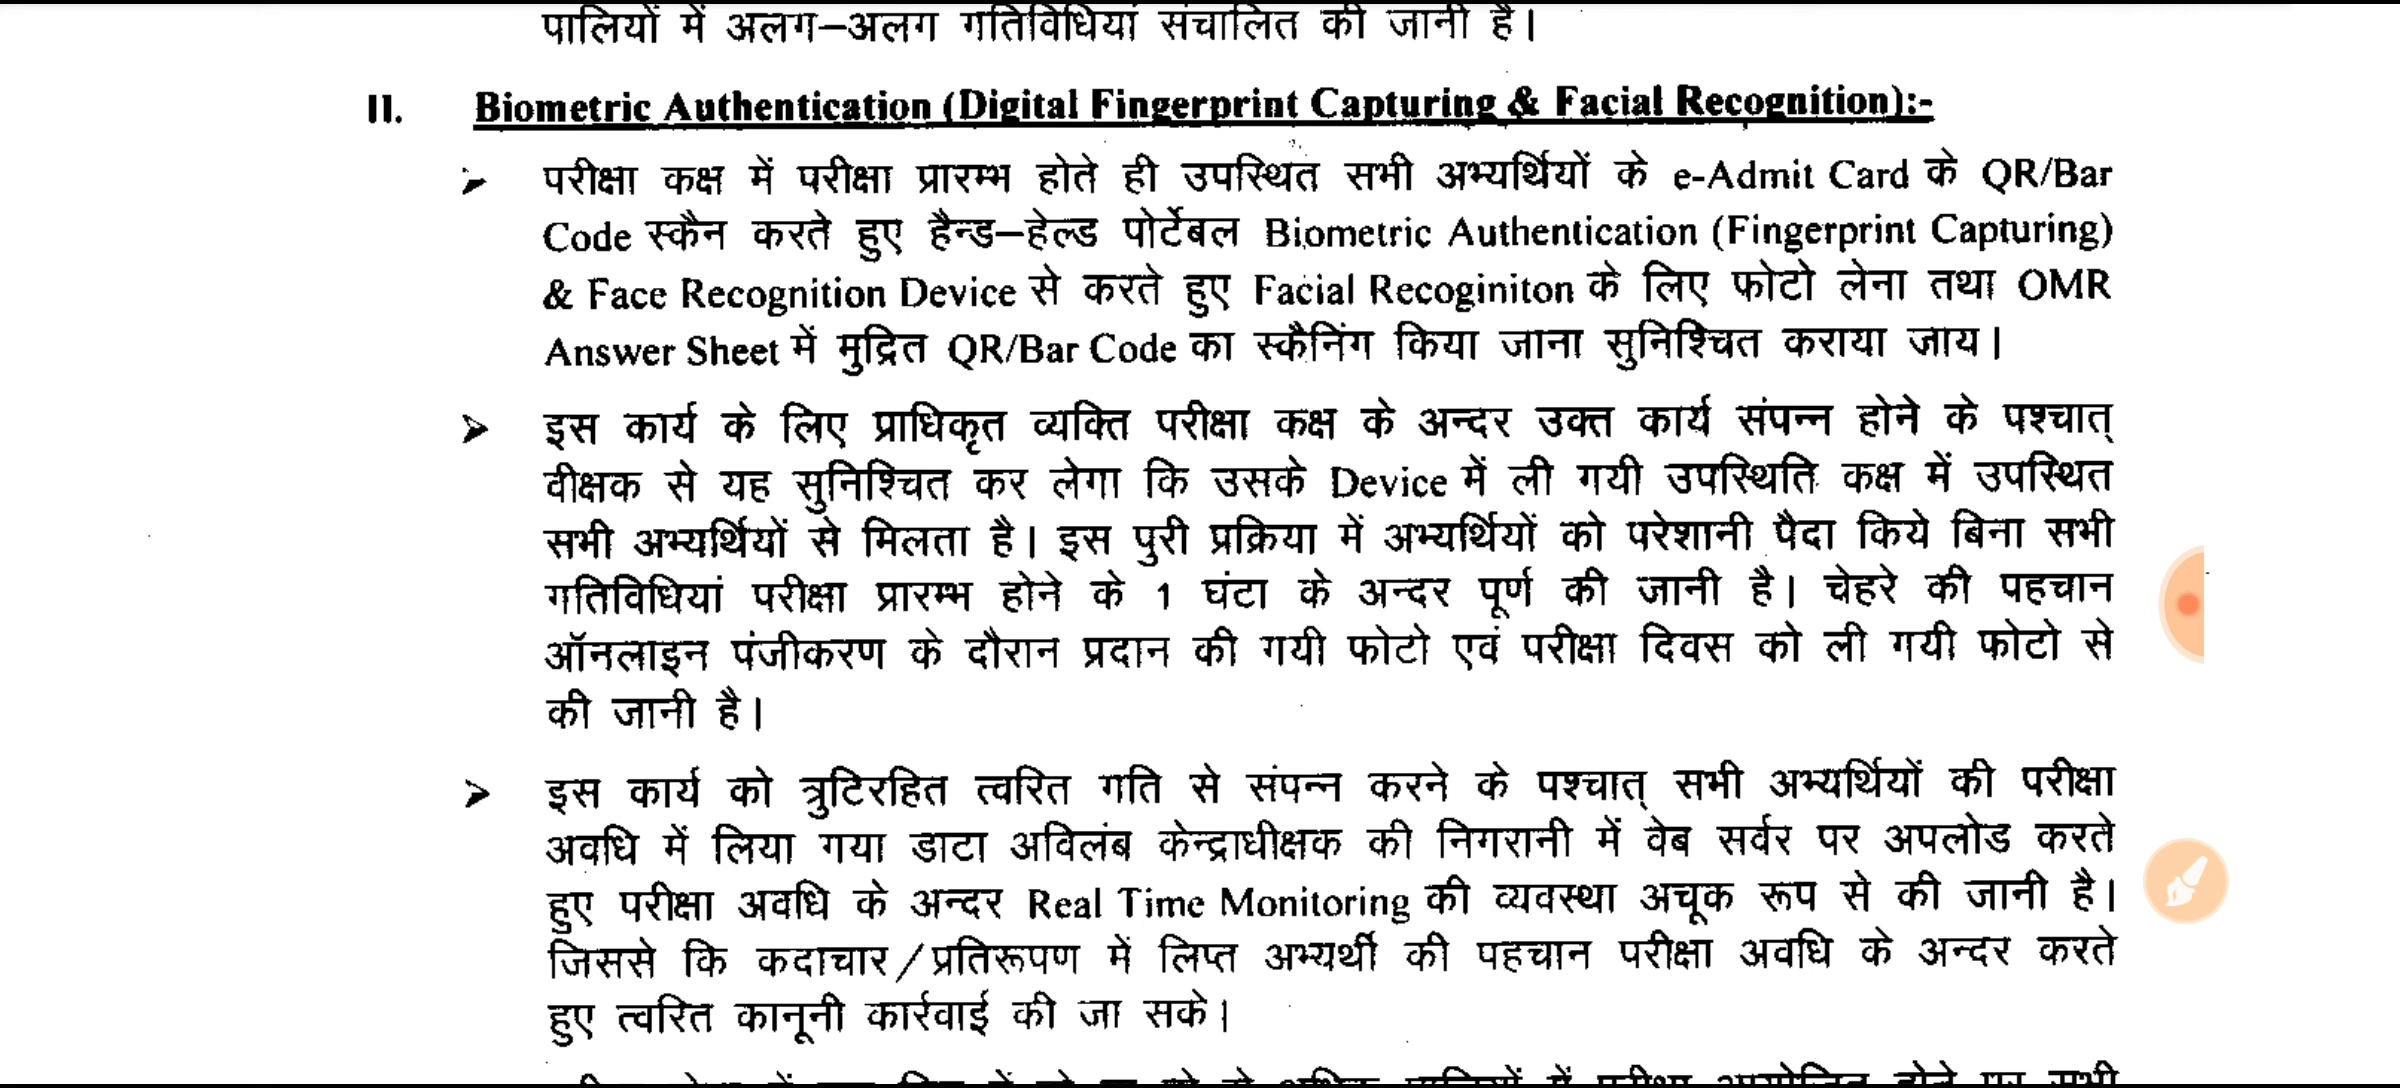 पालियों में अलग–अलग गतिविधियां संचालित की जानी है।
II. Biometric Authentication (Digital Fingerprint Capturing & Facial Recognition):-
➢ परीक्षा कक्ष में परीक्षा प्रारम्भ होते ही उपस्थित सभी अभ्यर्थियों के e-Admit Card के QR/Bar
Code स्कैन करते हुए हैन्ड–हेल्ड पोर्टेबल Biometric Authentication (Fingerprint Capturing)
& Face Recognition Device से करते हुए Facial Recoginiton के लिए फोटो लेना तथा OMR
Answer Sheet में मुद्रित QR/Bar Code का स्कैनिंग किया जाना सुनिश्चित कराया जाय।
➢ इस कार्य के लिए प्राधिकृत व्यक्ति परीक्षा कक्ष के अन्दर उक्त कार्य संपन्न होने के पश्चात्
वीक्षक से यह सुनिश्चित कर लेगा कि उसके Device में ली गयी उपस्थिति कक्ष में उपस्थित
सभी अभ्यर्थियों से मिलता है। इस पुरी प्रक्रिया में अभ्यर्थियों को परेशानी पैदा किये बिना सभी
गतिविधियां परीक्षा प्रारम्भ होने के 1 घंटा के अन्दर पूर्ण की जानी है। चेहरे की पहचान
ऑनलाइन पंजीकरण के दौरान प्रदान की गयी फोटो एवं परीक्षा दिवस को ली गयी फोटो से
की जानी है।
➢ इस कार्य को त्रुटिरहित त्वरित गति से संपन्न करने के पश्चात् सभी अभ्यर्थियों की परीक्षा
अवधि में लिया गया डाटा अविलंब केन्द्राधीक्षक की निगरानी में वेब सर्वर पर अपलोड करते
हुए परीक्षा अवधि के अन्दर Real Time Monitoring की व्यवस्था अचूक रूप से की जानी है।
जिससे कि कदाचार/प्रतिरूपण में लिप्त अभ्यर्थी की पहचान परीक्षा अवधि के अन्दर करते
हुए त्वरित कानूनी कार्रवाई की जा सके।